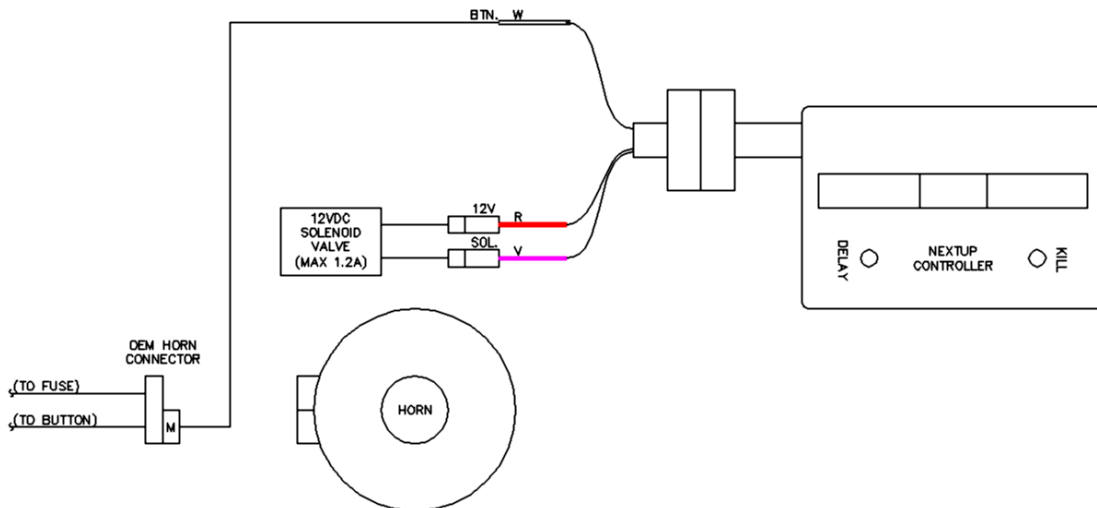 BTN. W
12V
R
12VDC
SOLENOID
VALVE
(MAX 1.2A)
SOL.
V
DELAY
NEXTUP
CONTROLLER
KILL
OEM HORN
CONNECTOR
(TO FUSE)
(TO BUTTON)
M
HORN